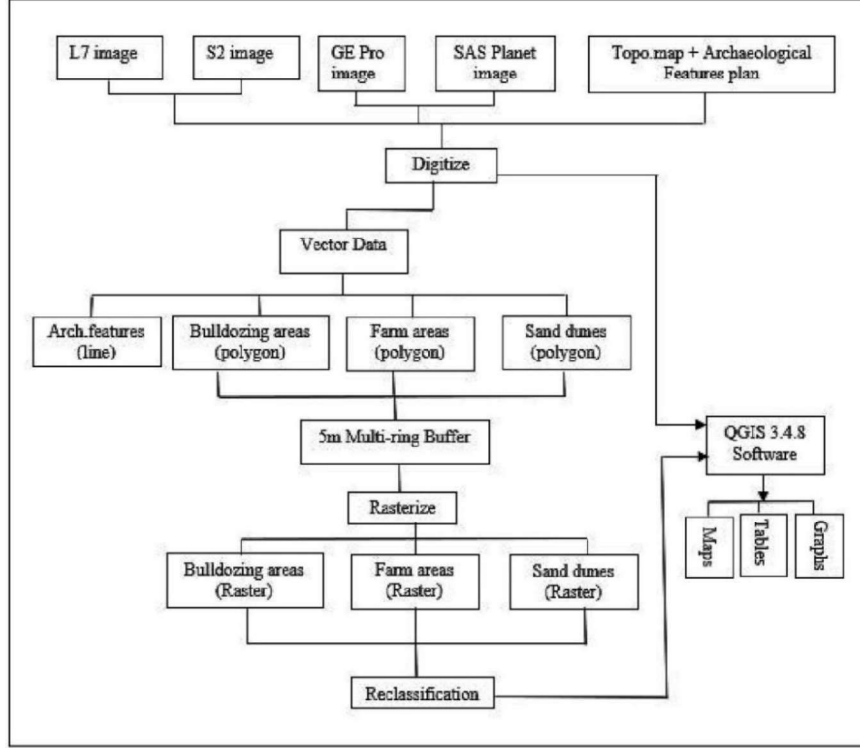 L7 image
S2 image
GE Pro
image
SAS Planet
image
Topo.map + Archaeological
Features plan
Digitize
Vector Data
Arch.features
(line)
Bulldozing areas
(polygon)
Farm areas
(polygon)
Sand dunes
(polygon)
5m Multi-ring Buffer
QGIS 3.4.8
Software
Rasterize
Maps
Tables
Graphs
Bulldozing areas
(Raster)
Farm areas
(Raster)
Sand dunes
(Raster)
Reclassification